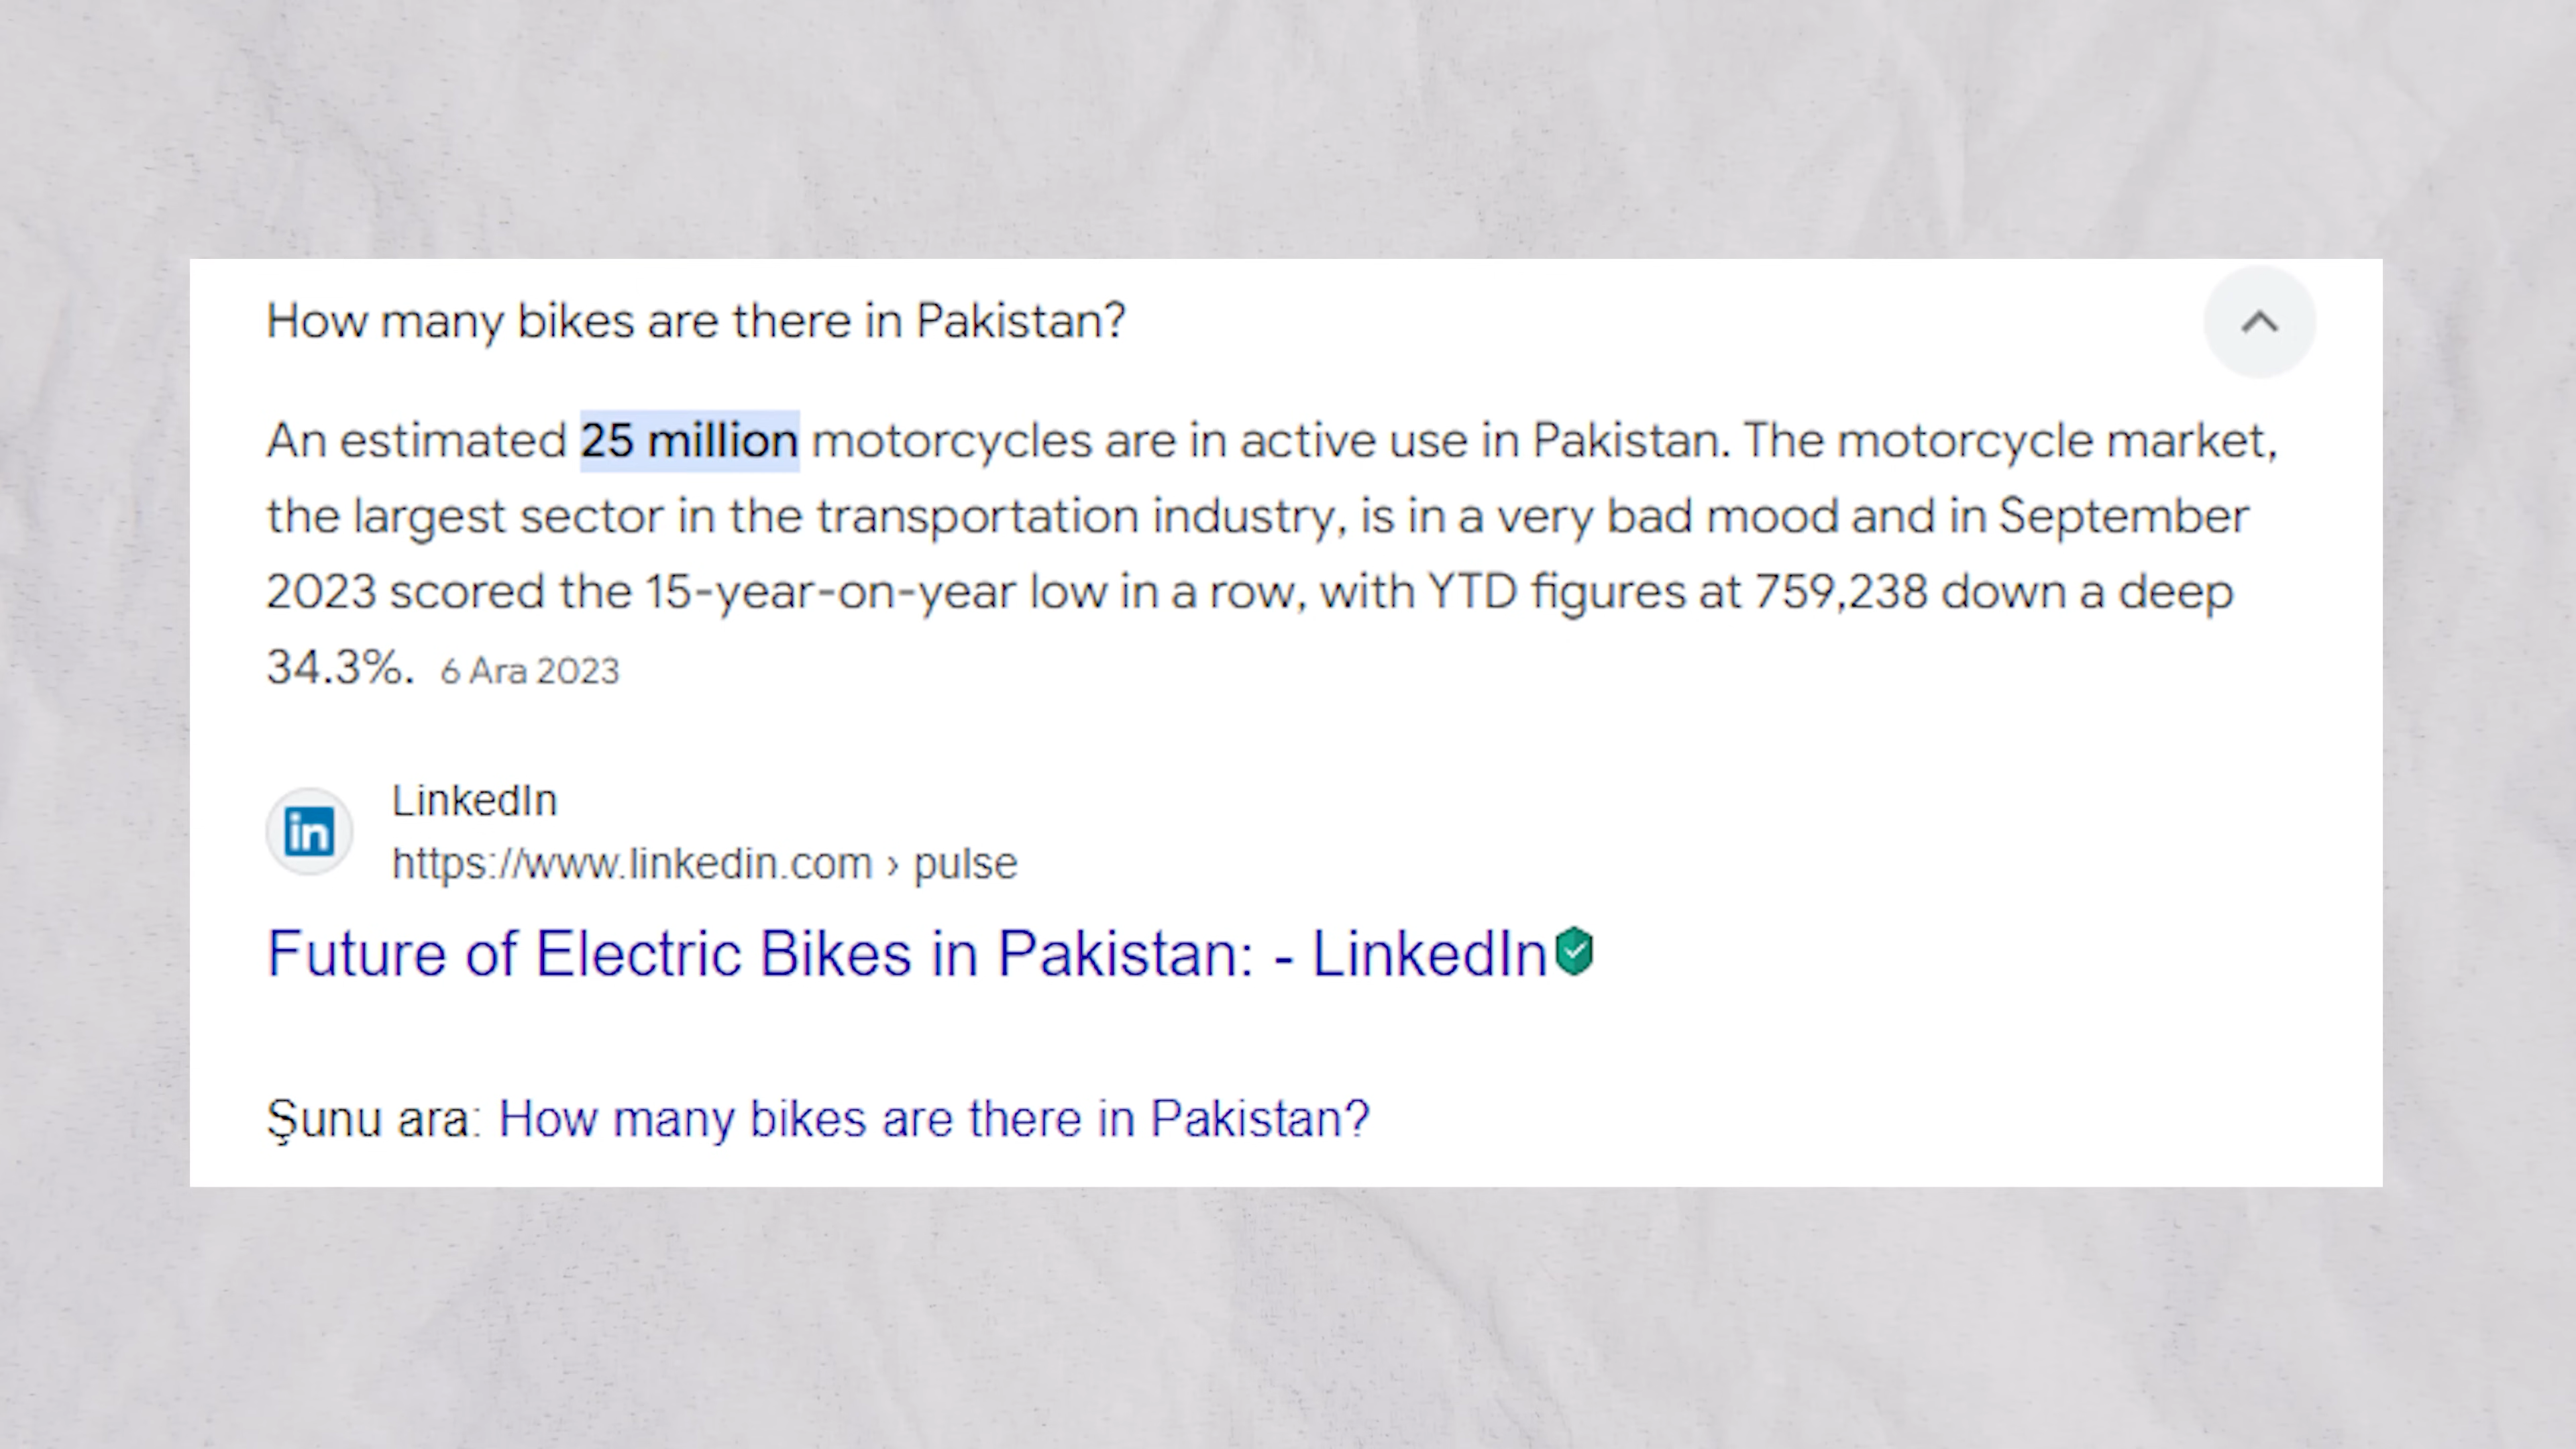 How many bikes are there in Pakistan?
An estimated 25 million motorcycles are in active use in Pakistan. The motorcycle market,
the largest sector in the transportation industry, is in a very bad mood and in September
2023 scored the 15-year-on-year low in a row, with YTD figures at 759,238 down a deep
34.3%. 6 Ara 2023
in
LinkedIn
https://www.linkedin.com › pulse
Future of Electric Bikes in Pakistan: - LinkedIn
Şunu ara: How many bikes are there in Pakistan?